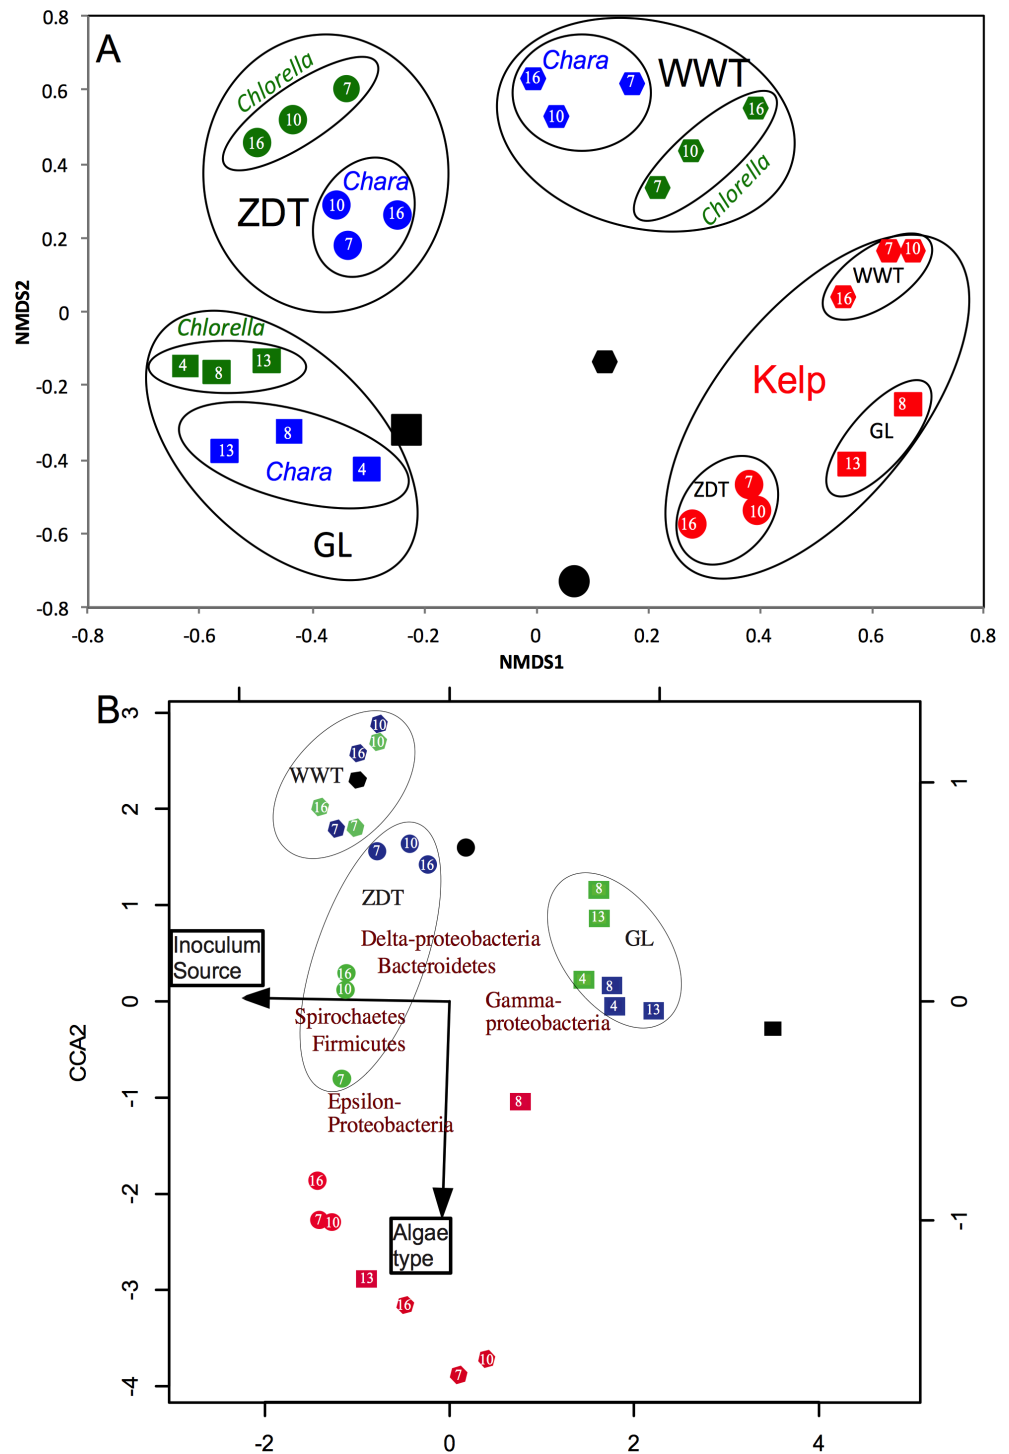 A
0.8
0.6
0.4
0.2
0
-0.2
-0.4
-0.6
-0.8
NMDS2
-0.8 -0.6 -0.4 -0.2 0 0.2 0.4 0.6 0.8
NMDS1
Chlorella
7
10
16
Chara
10
16
7
ZDT
Chara
16
7
10
WWT
16
10
7
Chlorella
7 10
WWT
16
Kelp
8
GL
13
ZDT
7
10
16
Chlorella
4
8
13
8
13
4
Chara
GL
B
3
2
1
0
-1
-2
-3
-4
CCA2
1
0
-1
-2 0 2 4
10
10
16
WWT
16
7
7
7
10
16
ZDT
Delta-proteobacteria
Bacteroidetes
8
13
GL
4
8
4
13
Gamma-
proteobacteria
Inoculum
Source
16
10
Spirochaetes
Firmicutes
7
Epsilon-
Proteobacteria
8
16
7
10
Algae
type
13
16
10
7